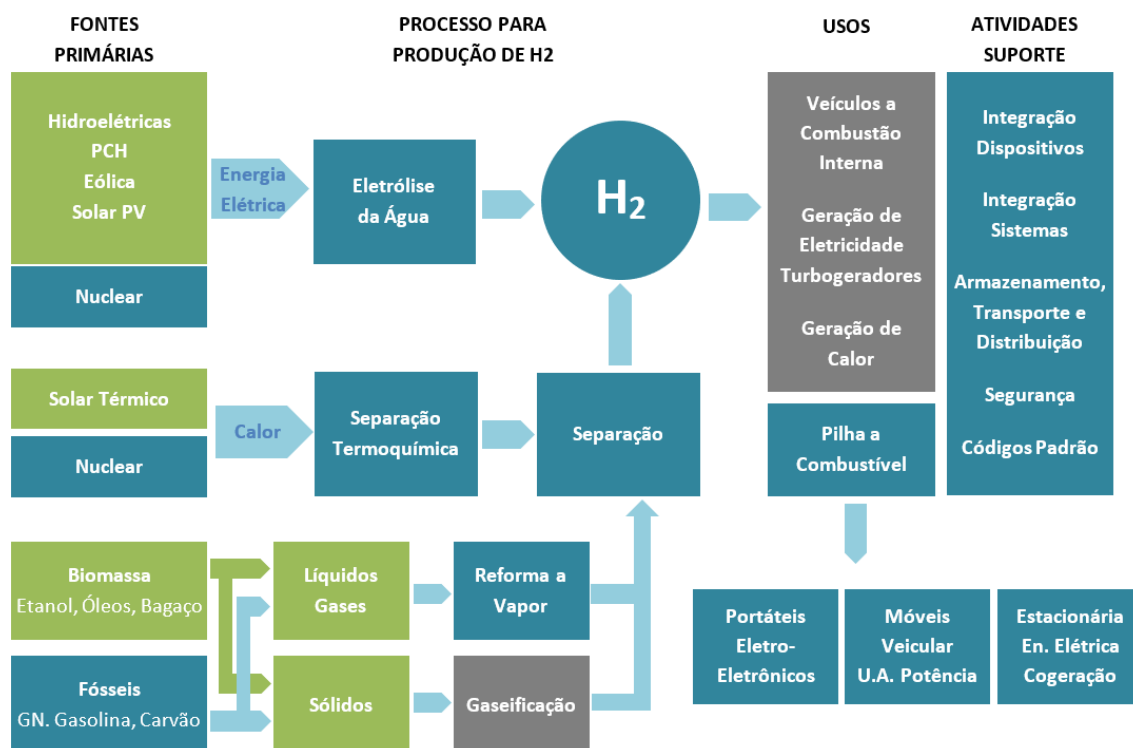 FONTES
PRIMÁRIAS
PROCESSO PARA
PRODUÇÃO DE H2
USOS
ATIVIDADES
SUPORTE
Hidroelétricas
PCH
Eólica
Solar PV
Nuclear
Energia
Elétrica
Eletrólise
da Água
H₂
Veículos a
Combustão
Interna
Geração de
Eletricidade
Turbogeradores
Geração de
Calor
Pilha a
Combustível
Integração
Dispositivos
Integração
Sistemas
Armazenamento,
Transporte e
Distribuição
Segurança
Códigos Padrão
Solar Térmico
Nuclear
Calor
Separação
Termoquímica
Separação
Biomassa
Etanol, Óleos, Bagaço
Líquidos
Gases
Reforma a
Vapor
Fósseis
GN. Gasolina, Carvão
Sólidos
Gaseificação
Portáteis
Eletro-
Eletrônicos
Móveis
Veicular
U.A. Potência
Estacionária
En. Elétrica
Cogeração